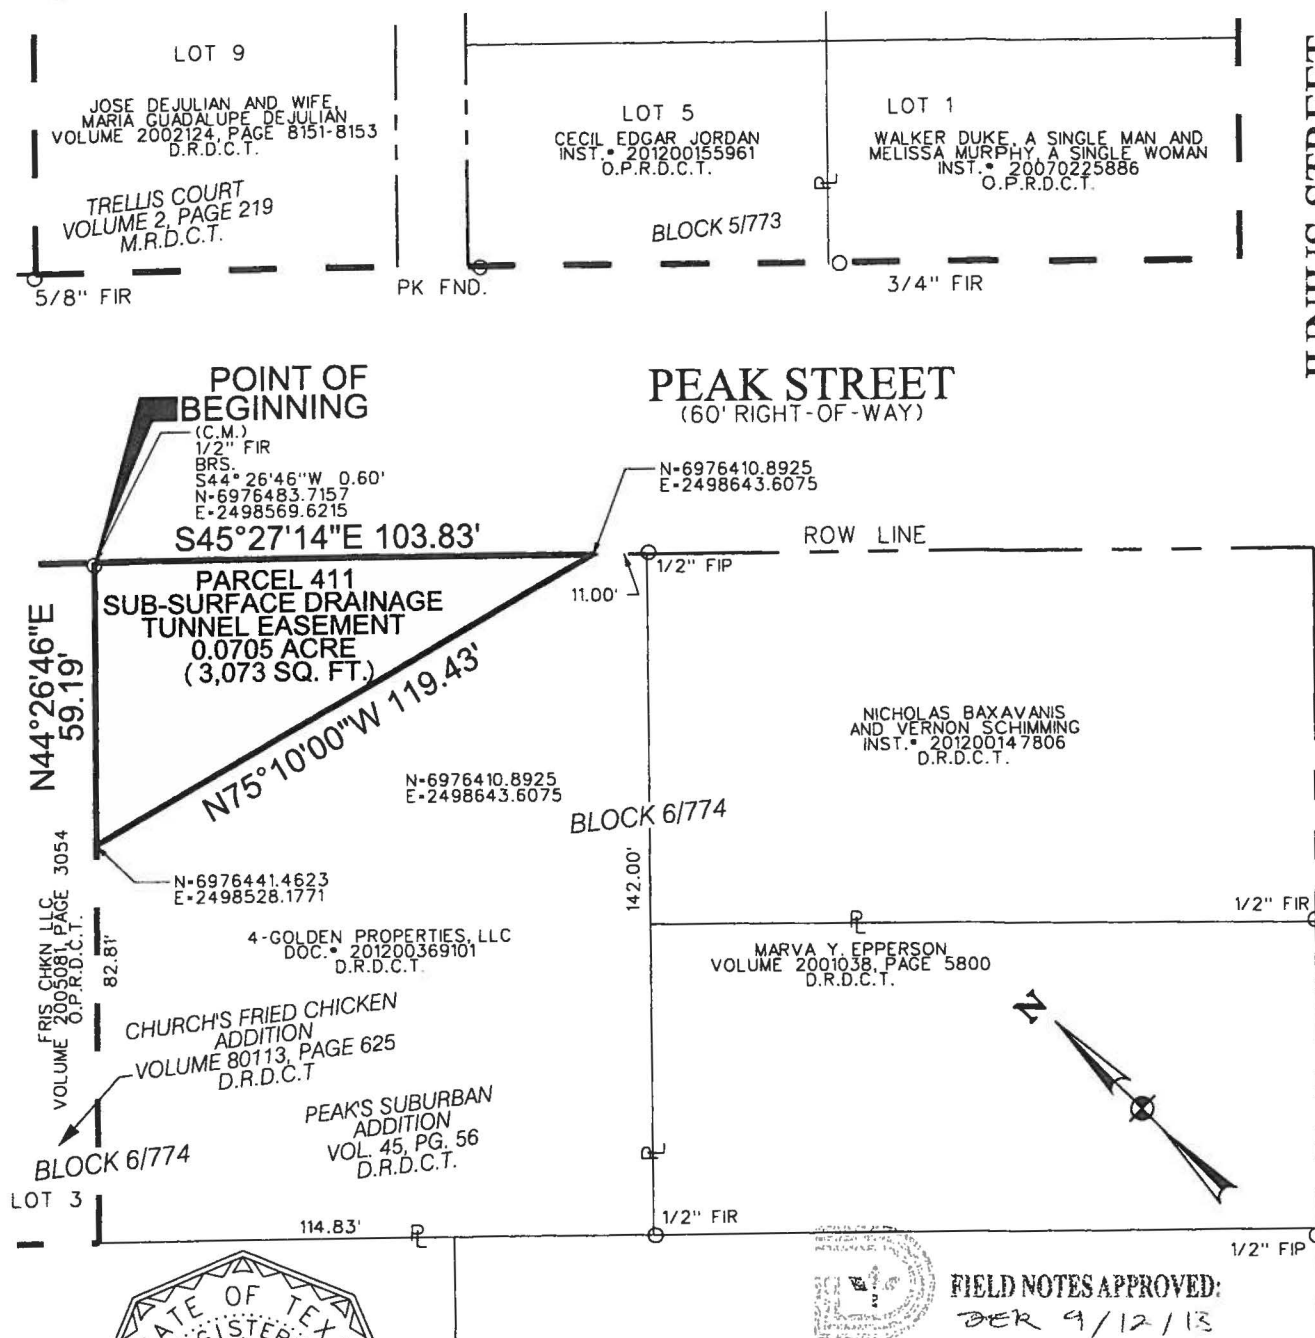 LOT 9
JOSE DEJULIAN AND WIFE,
MARIA GUADALUPE DEJULIAN
VOLUME 2002124, PAGE 8151-8153
D.R.D.C.T.
TRELLIS COURT
VOLUME 2, PAGE 219
M.R.D.C.T.
5/8" FIR
PK FND.
LOT 5
CECIL EDGAR JORDAN
INST.# 201200155961
O.P.R.D.C.T.
BLOCK 5/773
PL
LOT 1
WALKER DUKE, A SINGLE MAN AND
MELISSA MURPHY, A SINGLE WOMAN
INST.# 20070225886
O.P.R.D.C.T.
3/4" FIR
STREET
POINT OF
BEGINNING
(C.M.)
1/2" FIR
BRS.
S44°26'46"W 0.60'
N=6976483.7157
E=2498569.6215
PEAK STREET
(60' RIGHT-OF-WAY)
N=6976410.8925
E=2498643.6075
S45°27'14"E 103.83'
ROW LINE
1/2" FIP
11.00'
PARCEL 411
SUB-SURFACE DRAINAGE
TUNNEL EASEMENT
0.0705 ACRE
(3,073 SQ. FT.)
N44°26'46"E
59.19'
N75°10'00"W 119.43'
N=6976410.8925
E=2498643.6075
BLOCK 6/774
NICHOLAS BAXAVANIS
AND VERNON SCHIMMING
INST.# 201200147806
D.R.D.C.T.
142.00'
N=6976441.4623
E=2498528.1771
FRIS CHKN LLC
VOLUME 2005081, PAGE 3054
O.P.R.D.C.T.
82.81'
4-GOLDEN PROPERTIES, LLC
DOC.# 201200369101
D.R.D.C.T.
PL
1/2" FIR
MARVA Y. EPPERSON
VOLUME 2001038, PAGE 5800
D.R.D.C.T.
CHURCH'S FRIED CHICKEN
ADDITION
VOLUME 80113, PAGE 625
D.R.D.C.T
N
PEAK'S SUBURBAN
ADDITION
VOL. 45, PG. 56
D.R.D.C.T.
BLOCK 6/774
LOT 3
PL
114.83'
PL
1/2" FIR
1/2" FIP
OF TEX
FIELD NOTES APPROVED:
9/12/13